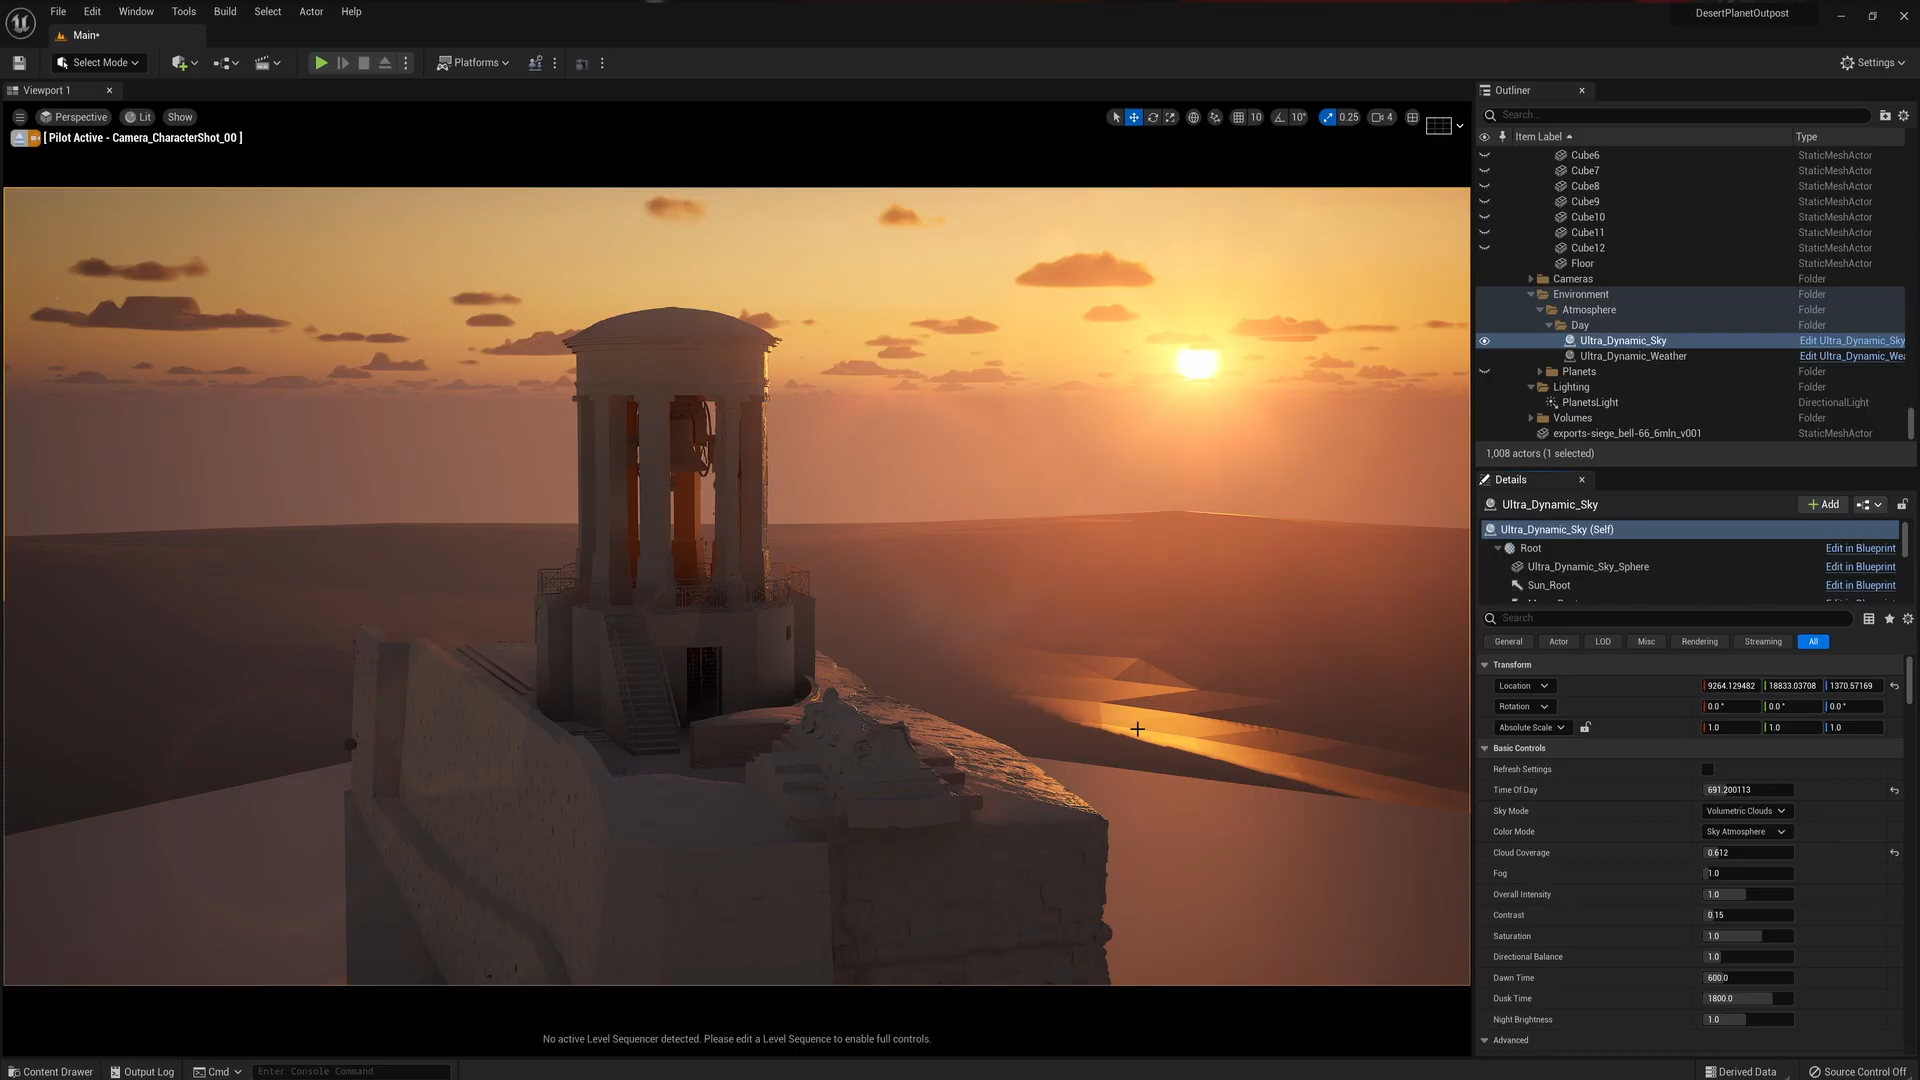 File Edit Window Tools Build Select Actor Help
DesertPlanetOutpost
Main*
Select Mode
Platforms
Settings
Viewport 1
Perspective Lit Show
10 10° 0.25 4
[ Pilot Active - Camera_CharacterShot_00 ]
No active Level Sequencer detected. Please edit a Level Sequence to enable full controls.
Outliner
Search...
Item Label Type
Cube6 StaticMeshActor
Cube7 StaticMeshActor
Cube8 StaticMeshActor
Cube9 StaticMeshActor
Cube10 StaticMeshActor
Cube11 StaticMeshActor
Cube12 StaticMeshActor
Floor StaticMeshActor
Cameras Folder
Environment Folder
Atmosphere Folder
Day Folder
Ultra_Dynamic_Sky Edit Ultra_Dynamic_Sky
Ultra_Dynamic_Weather Edit Ultra_Dynamic_Wea
Planets Folder
Lighting Folder
PlanetsLight DirectionalLight
Volumes Folder
exports-siege_bell-66_6mln_v001 StaticMeshActor
1,008 actors (1 selected)
Details
Ultra_Dynamic_Sky
Add
Ultra_Dynamic_Sky (Self)
Root Edit in Blueprint
Ultra_Dynamic_Sky_Sphere Edit in Blueprint
Sun_Root Edit in Blueprint
Search
General Actor LOD Misc Rendering Streaming All
Transform
Location 9264.129482 18833.03708 1370.57169
Rotation 0.0 ° 0.0 ° 0.0 °
Absolute Scale 1.0 1.0 1.0
Basic Controls
Refresh Settings
Time Of Day 691.200113
Sky Mode Volumetric Clouds
Color Mode Sky Atmosphere
Cloud Coverage 0.612
Fog 1.0
Overall Intensity 1.0
Contrast 0.15
Saturation 1.0
Directional Balance 1.0
Dawn Time 600.0
Dusk Time 1800.0
Night Brightness 1.0
Advanced
Content Drawer Output Log Cmd Enter Console Command
Derived Data Source Control Off